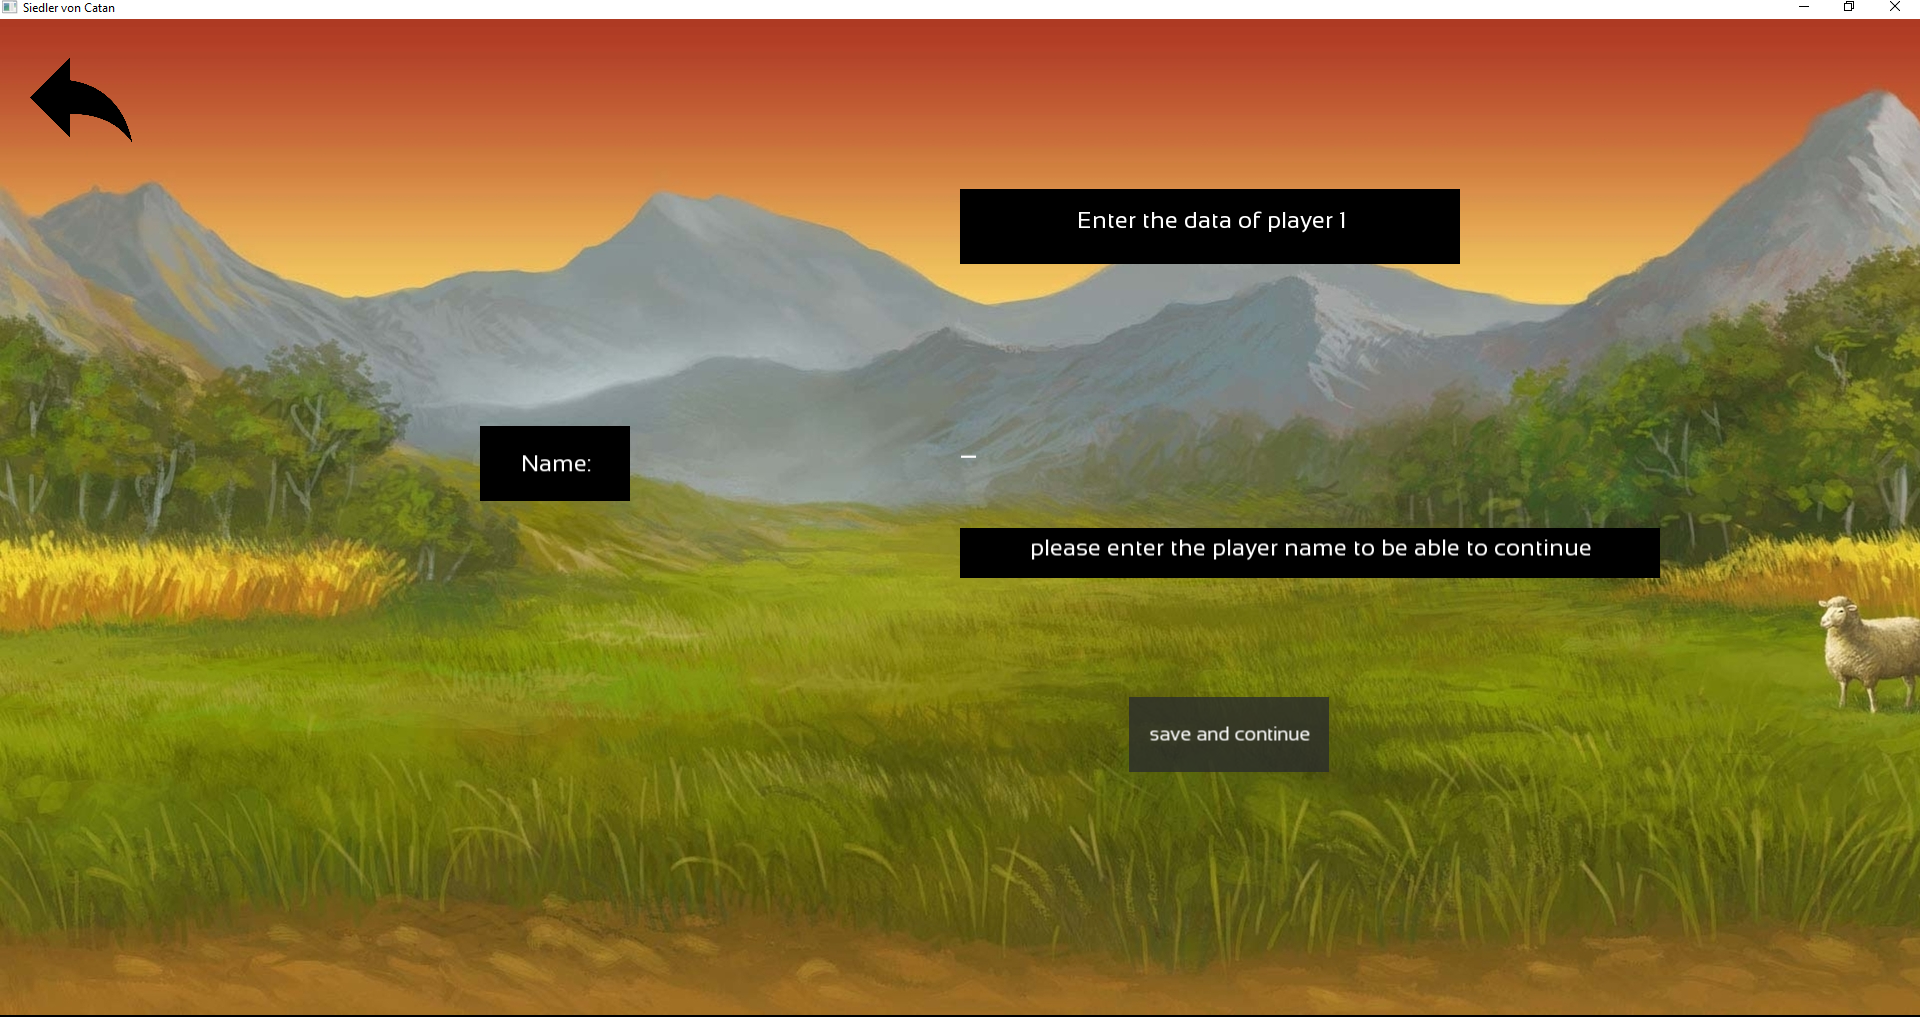 Siedler von Catan
Enter the data of player 1
Name:
please enter the player name to be able to continue
save and continue